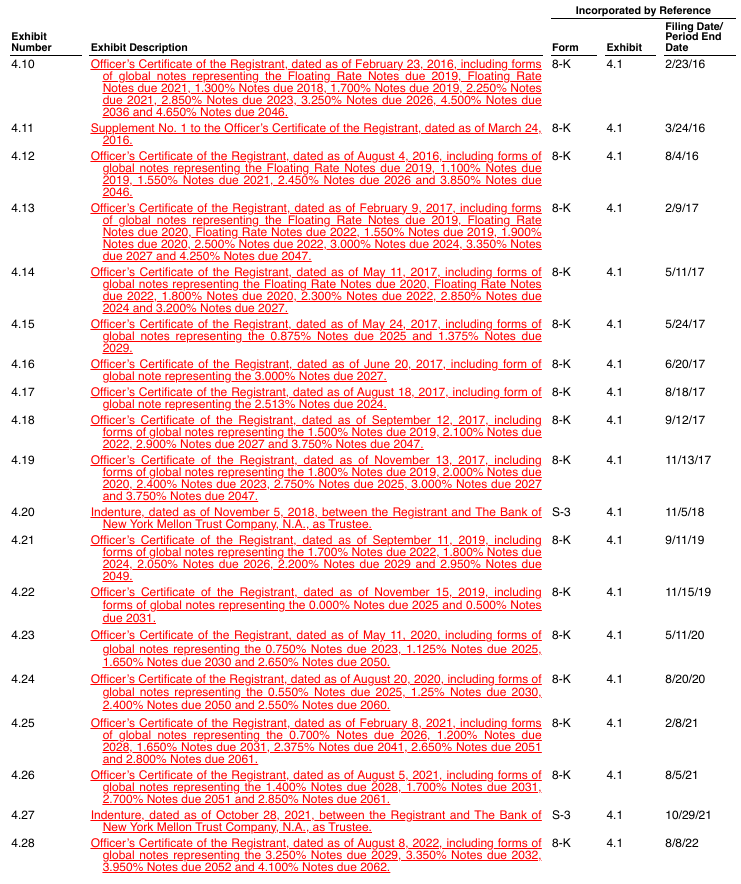 Incorporated by Reference
Exhibit Number Exhibit Description Form Exhibit Filing Date/ Period End Date
4.10 Officer's Certificate of the Registrant, dated as of February 23, 2016, including forms 8-K 4.1 2/23/16
of global notes representing the Floating Rate Notes due 2019, Floating Rate
Notes due 2021, 1.300% Notes due 2018, 1.700% Notes due 2019, 2.250% Notes
due 2021, 2.850% Notes due 2023, 3.250% Notes due 2026, 4.500% Notes due
2036 and 4.650% Notes due 2046.
4.11 Supplement No. 1 to the Officer's Certificate of the Registrant, dated as of March 24, 8-K 4.1 3/24/16
2016.
4.12 Officer's Certificate of the Registrant, dated as of August 4, 2016, including forms of 8-K 4.1 8/4/16
global notes representing the Floating Rate Notes due 2019, 1.100% Notes due
2019, 1.550% Notes due 2021, 2.450% Notes due 2026 and 3.850% Notes due
2046.
4.13 Officer's Certificate of the Registrant, dated as of February 9, 2017, including forms 8-K 4.1 2/9/17
of global notes representing the Floating Rate Notes due 2019, Floating Rate
Notes due 2020, Floating Rate Notes due 2022, 1.550% Notes due 2019, 1.900%
Notes due 2020, 2.500% Notes due 2022, 3.000% Notes due 2024, 3.350% Notes
due 2027 and 4.250% Notes due 2047.
4.14 Officer's Certificate of the Registrant, dated as of May 11, 2017, including forms of 8-K 4.1 5/11/17
global notes representing the Floating Rate Notes due 2020, Floating Rate Notes
due 2022, 1.800% Notes due 2020, 2.300% Notes due 2022, 2.850% Notes due
2024 and 3.200% Notes due 2027.
4.15 Officer's Certificate of the Registrant, dated as of May 24, 2017, including forms of 8-K 4.1 5/24/17
global notes representing the 0.875% Notes due 2025 and 1.375% Notes due
2029.
4.16 Officer's Certificate of the Registrant, dated as of June 20, 2017, including form of 8-K 4.1 6/20/17
global note representing the 3.000% Notes due 2027.
4.17 Officer's Certificate of the Registrant, dated as of August 18, 2017, including form of 8-K 4.1 8/18/17
global note representing the 2.513% Notes due 2024.
4.18 Officer's Certificate of the Registrant, dated as of September 12, 2017, including 8-K 4.1 9/12/17
forms of global notes representing the 1.500% Notes due 2019, 2.100% Notes due
2022, 2.900% Notes due 2027 and 3.750% Notes due 2047.
4.19 Officer's Certificate of the Registrant, dated as of November 13, 2017, including 8-K 4.1 11/13/17
forms of global notes representing the 1.800% Notes due 2019, 2.000% Notes due
2020, 2.400% Notes due 2023, 2.750% Notes due 2025, 3.000% Notes due 2027
and 3.750% Notes due 2047.
4.20 Indenture, dated as of November 5, 2018, between the Registrant and The Bank of S-3 4.1 11/5/18
New York Mellon Trust Company, N.A., as Trustee.
4.21 Officer's Certificate of the Registrant, dated as of September 11, 2019, including 8-K 4.1 9/11/19
forms of global notes representing the 1.700% Notes due 2022, 1.800% Notes due
2024, 2.050% Notes due 2026, 2.200% Notes due 2029 and 2.950% Notes due
2049.
4.22 Officer's Certificate of the Registrant, dated as of November 15, 2019, including 8-K 4.1 11/15/19
forms of global notes representing the 0.000% Notes due 2025 and 0.500% Notes
due 2031.
4.23 Officer's Certificate of the Registrant, dated as of May 11, 2020, including forms of 8-K 4.1 5/11/20
global notes representing the 0.750% Notes due 2023, 1.125% Notes due 2025,
1.650% Notes due 2030 and 2.650% Notes due 2050.
4.24 Officer's Certificate of the Registrant, dated as of August 20, 2020, including forms of 8-K 4.1 8/20/20
global notes representing the 0.550% Notes due 2025, 1.25% Notes due 2030,
2.400% Notes due 2050 and 2.550% Notes due 2060.
4.25 Officer's Certificate of the Registrant, dated as of February 8, 2021, including forms 8-K 4.1 2/8/21
of global notes representing the 0.700% Notes due 2026, 1.200% Notes due
2028, 1.650% Notes due 2031, 2.375% Notes due 2041, 2.650% Notes due 2051
and 2.800% Notes due 2061.
4.26 Officer's Certificate of the Registrant, dated as of August 5, 2021, including forms of 8-K 4.1 8/5/21
global notes representing the 1.400% Notes due 2028, 1.700% Notes due 2031,
2.700% Notes due 2051 and 2.850% Notes due 2061.
4.27 Indenture, dated as of October 28, 2021, between the Registrant and The Bank of S-3 4.1 10/29/21
New York Mellon Trust Company, N.A., as Trustee.
4.28 Officer's Certificate of the Registrant, dated as of August 8, 2022, including forms of 8-K 4.1 8/8/22
global notes representing the 3.250% Notes due 2029, 3.350% Notes due 2032,
3.950% Notes due 2052 and 4.100% Notes due 2062.